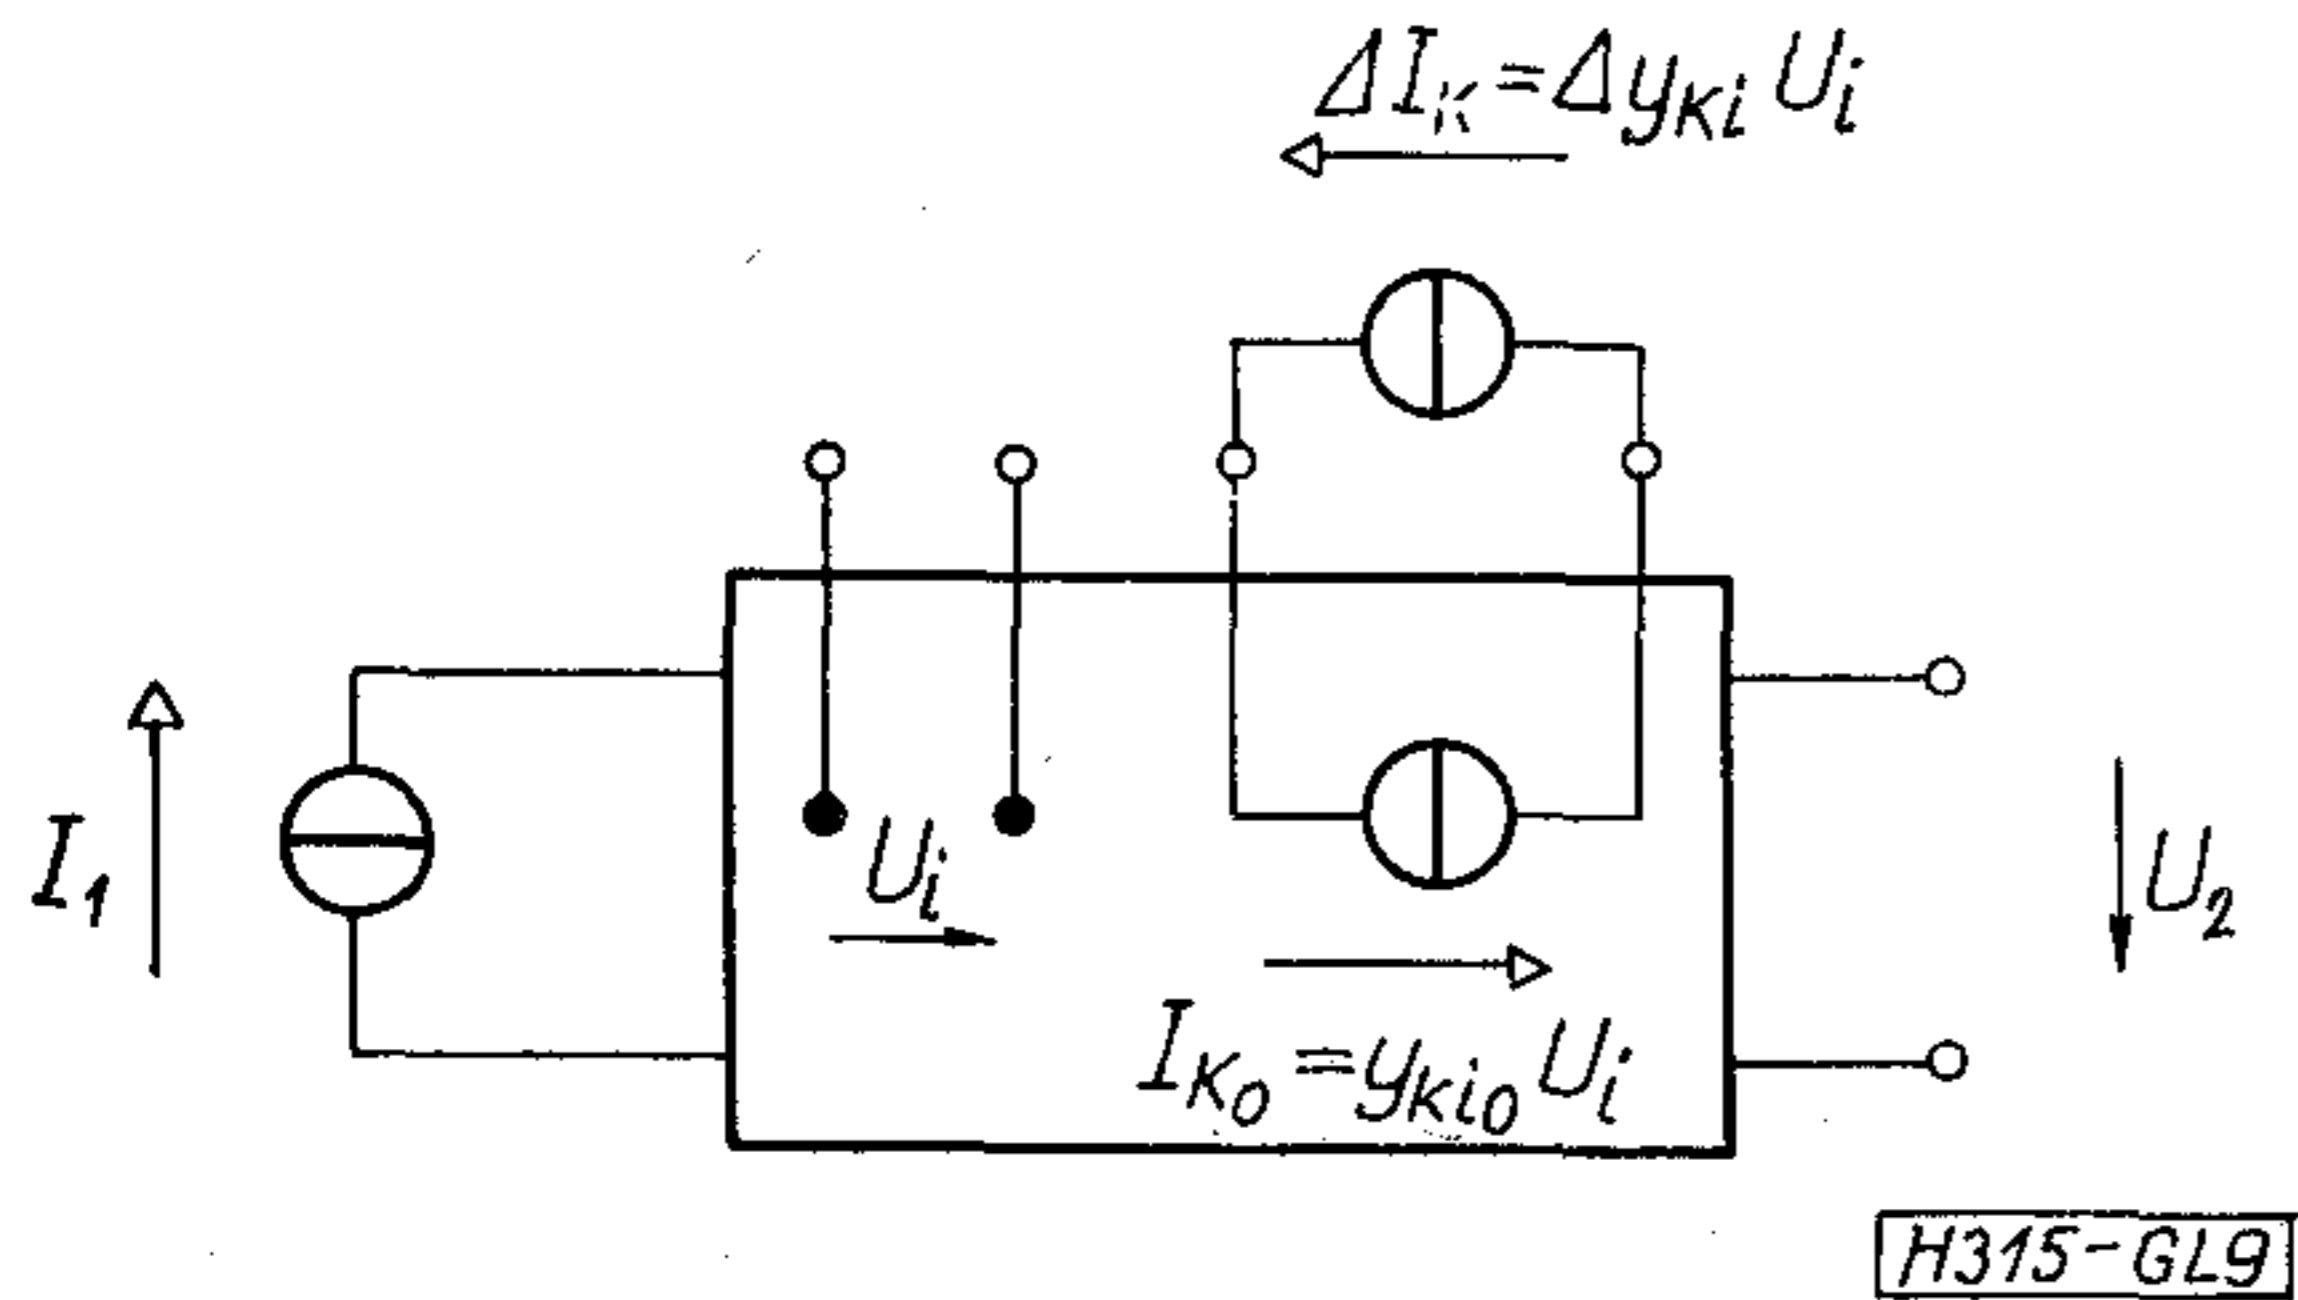 ΔI_K = Δy_Ki U_i
I_1
U_i
U_2
I_K0 = y_Ki0 U_i
H315-GL9